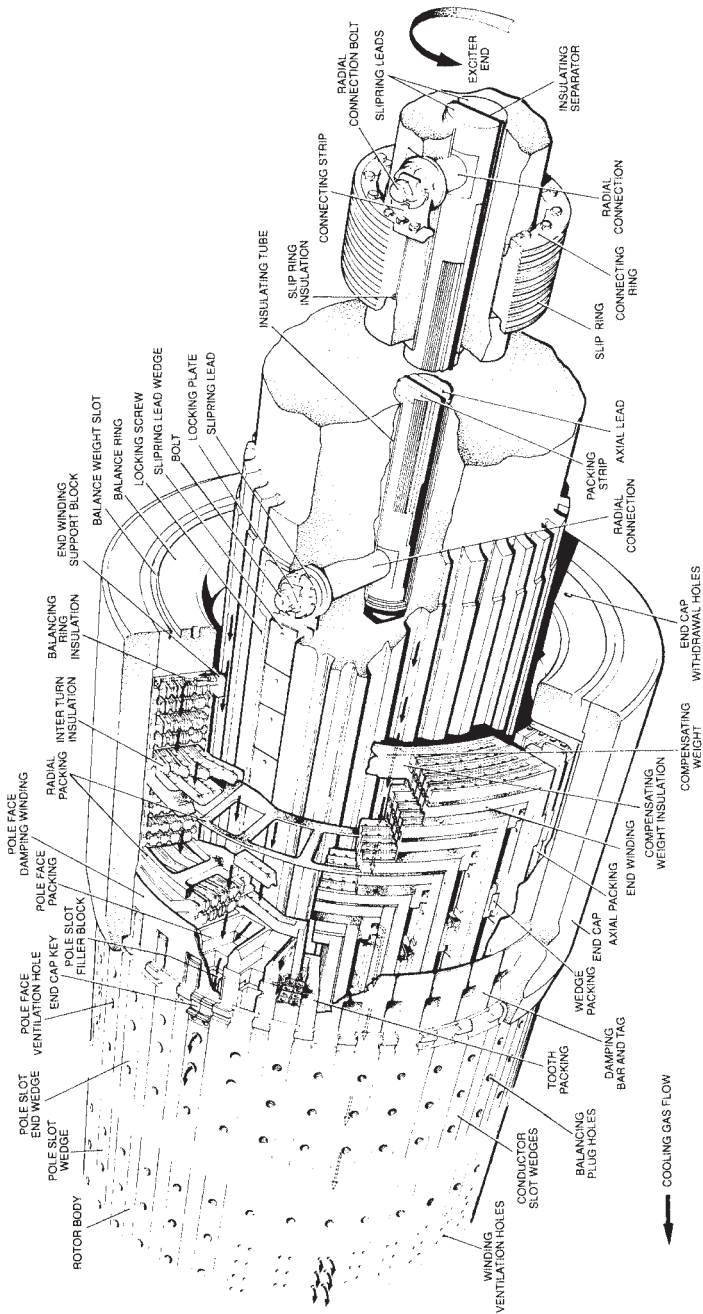 ROTOR BODY
POLE SLOT
WEDGE
POLE SLOT
END WEDGE
POLE FACE
VENTILATION HOLE
END CAP KEY
POLE SLOT
FILLER BLOCK
POLE FACE
PACKING
POLE FACE
DAMPING WINDING
RADIAL
PACKING
INTER TURN
INSULATION
BALANCING
RING
INSULATION
END WINDING
SUPPORT BLOCK
BALANCE WEIGHT SLOT
BALANCE RING
LOCKING SCREW
SLIPRING LEAD WEDGE
BOLT
LOCKING PLATE
SLIPRING LEAD
INSULATING TUBE
SLIP RING
INSULATION
CONNECTING STRIP
RADIAL
CONNECTION BOLT
SLIPRING LEADS
EXCITER
END
INSULATING
SEPARATOR
RADIAL
CONNECTION
CONNECTING
RING
SLIP RING
AXIAL LEAD
PACKING
STRIP
RADIAL
CONNECTION
END CAP
WITHDRAWAL HOLES
COMPENSATING
WEIGHT
COMPENSATING
WEIGHT INSULATION
END WINDING
AXIAL PACKING
END CAP
WEDGE
PACKING
DAMPING
BAR AND TAG
TOOTH
PACKING
BALANCING
PLUG HOLES
CONDUCTOR
SLOT WEDGES
WINDING
VENTILATION HOLES
COOLING GAS FLOW